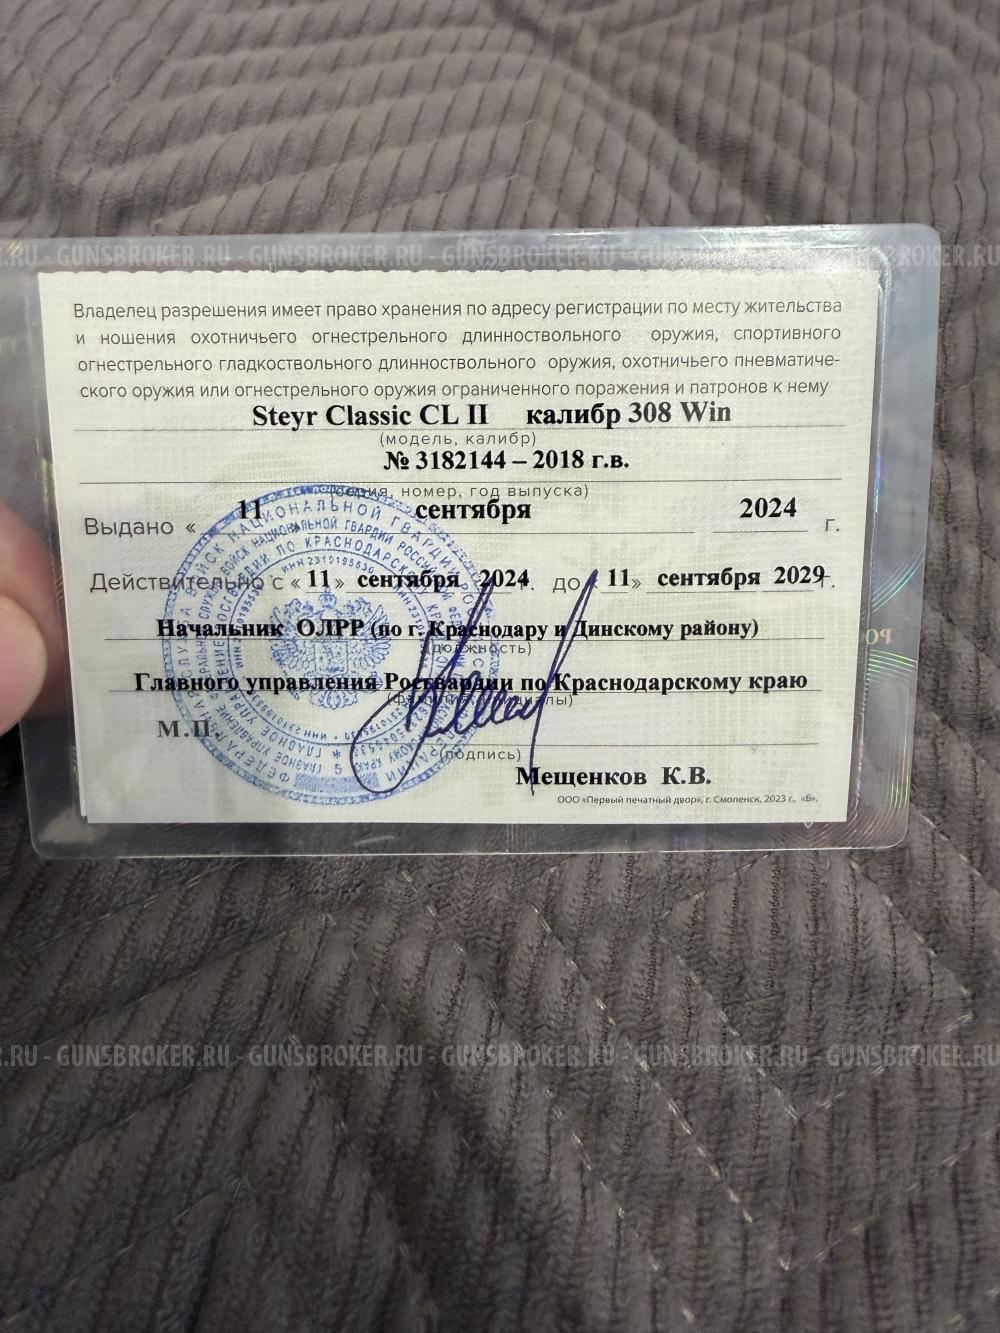 .RU - GUNSBROKER.RU - GUNSBROKER.RU - GUNSBROKER.RU - GUNSBROKER.RU - GUNSBROKER.RU
Владелец разрешения имеет право хранения по адресу регистрации по месту жительства
и ношения охотничьего огнестрельного длинноствольного оружия, спортивного
огнестрельного гладкоствольного длинноствольного оружия, охотничьего пневматиче-
ского оружия или огнестрельного оружия ограниченного поражения и патронов к нему
Steyr Classic CL II калибр 308 Win
(модель, калибр)
№ 3182144 – 2018 г.в.
(серия, номер, год выпуска)
Выдано « 11 » сентября 2024 г.
Действительно с « 11 » сентября 2024 г. до « 11 » сентября 2029 г.
Начальник ОЛРР (по г. Краснодару и Динскому району)
(должность)
Главного управления Росгвардии по Краснодарскому краю
М.П.
(подпись)
Мещенков К.В.
ООО «Первый печатный двор», г. Смоленск, 2023 г., «Б».
.RU - GUNSBROKER.RU - GUNSBROKER.RU - GUNSBROKER.RU - GUNSBROKER.RU - GUNSBROKER.RU